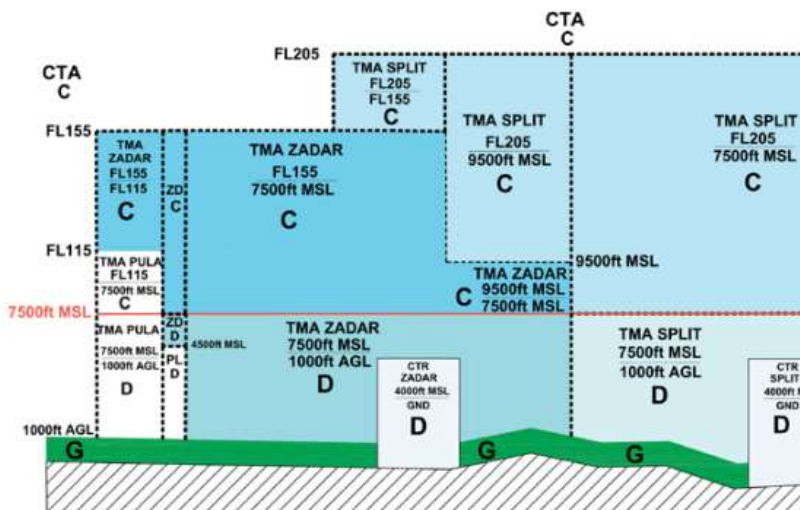 CTA
C
FL205
CTA
C
FL155
FL115
7500ft MSL
1000ft AGL
TMA
ZADAR
FL155
FL115
C
TMA PULA
FL115
7500ft MSL
C
TMA PULA
7500ft MSL
1000ft AGL
D
ZD
C
ZD
D
PL
D
4500ft MSL
TMA ZADAR
FL155
7500ft MSL
C
TMA SPLIT
FL205
FL155
C
TMA SPLIT
FL205
9500ft MSL
C
TMA SPLIT
FL205
7500ft MSL
C
9500ft MSL
TMA ZADAR
9500ft MSL
7500ft MSL
C
TMA ZADAR
7500ft MSL
1000ft AGL
D
CTR
ZADAR
4000ft MSL
GND
D
TMA SPLIT
7500ft MSL
1000ft AGL
D
CTR
SPLIT
4000ft M
GND
D
G
G
G